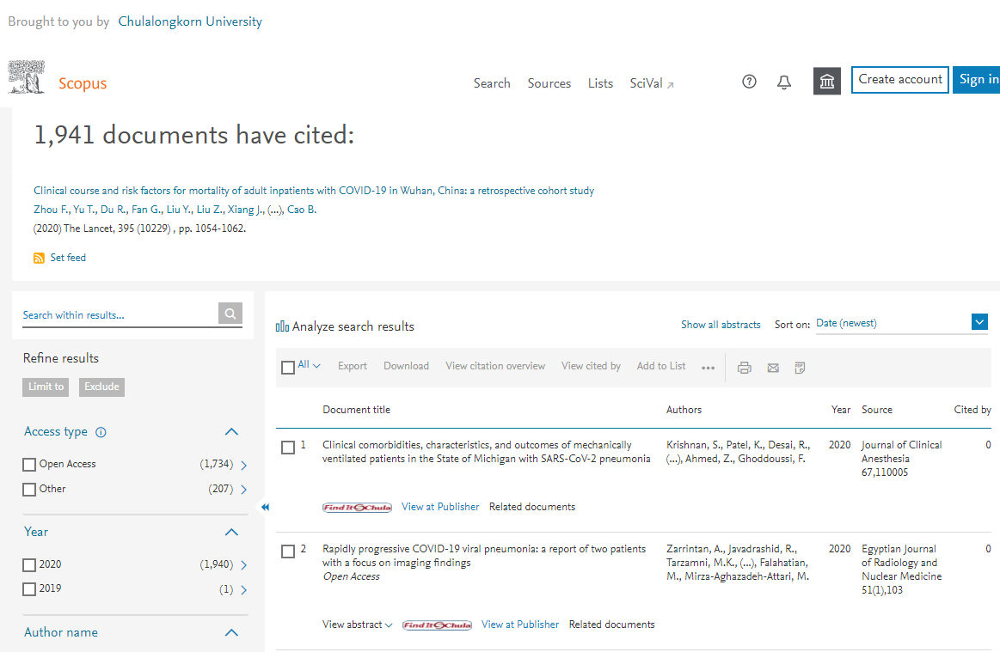 Brought to you by Chulalongkorn University
Scopus
Search Sources Lists SciVal
Create account
Sign in
1,941 documents have cited:
Clinical course and risk factors for mortality of adult inpatients with COVID-19 in Wuhan, China: a retrospective cohort study
Zhou F., Yu T., Du R., Fan G., Liu Y., Liu Z., Xiang J., (...), Cao B.
(2020) The Lancet, 395 (10229) , pp. 1054-1062.
Set feed
Search within results...
Refine results
Limit to Exclude
Access type
Open Access (1,734)
Other (207)
Year
2020 (1,940)
2019 (1)
Author name
Analyze search results
Show all abstracts Sort on: Date (newest)
All Export Download View citation overview View cited by Add to List ...
Document title Authors Year Source Cited by
1 Clinical comorbidities, characteristics, and outcomes of mechanically Krishnan, S., Patel, K., Desai, R., 2020 Journal of Clinical 0
ventilated patients in the State of Michigan with SARS-CoV-2 pneumonia (...), Ahmed, Z., Ghoddoussi, F. Anesthesia
67,110005
Find It @ Chula View at Publisher Related documents
2 Rapidly progressive COVID-19 viral pneumonia: a report of two patients Zarrintan, A., Javadrashid, R., 2020 Egyptian Journal 0
with a focus on imaging findings Tarzamni, M.K., (...), Falahatian, of Radiology and
Open Access M., Mirza-Aghazadeh-Attari, M. Nuclear Medicine
51(1),103
View abstract Find It @ Chula View at Publisher Related documents